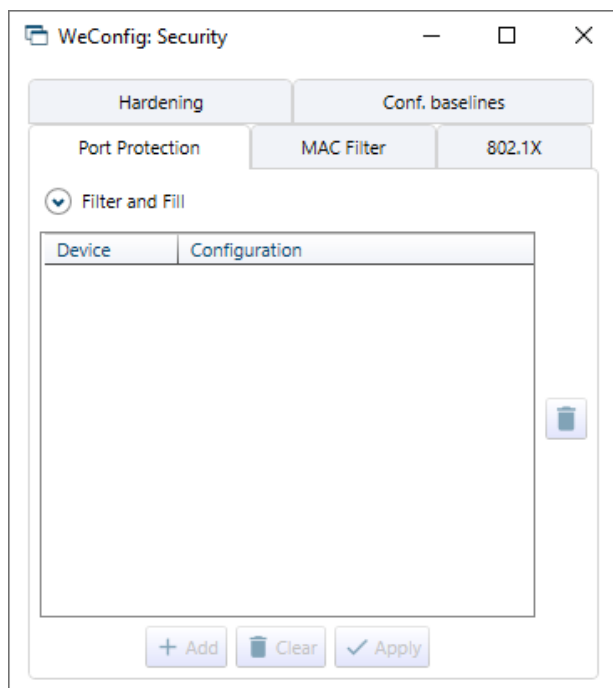 WeConfig: Security
Hardening Conf. baselines
Port Protection MAC Filter 802.1X
Filter and Fill
Device Configuration
Add Clear Apply